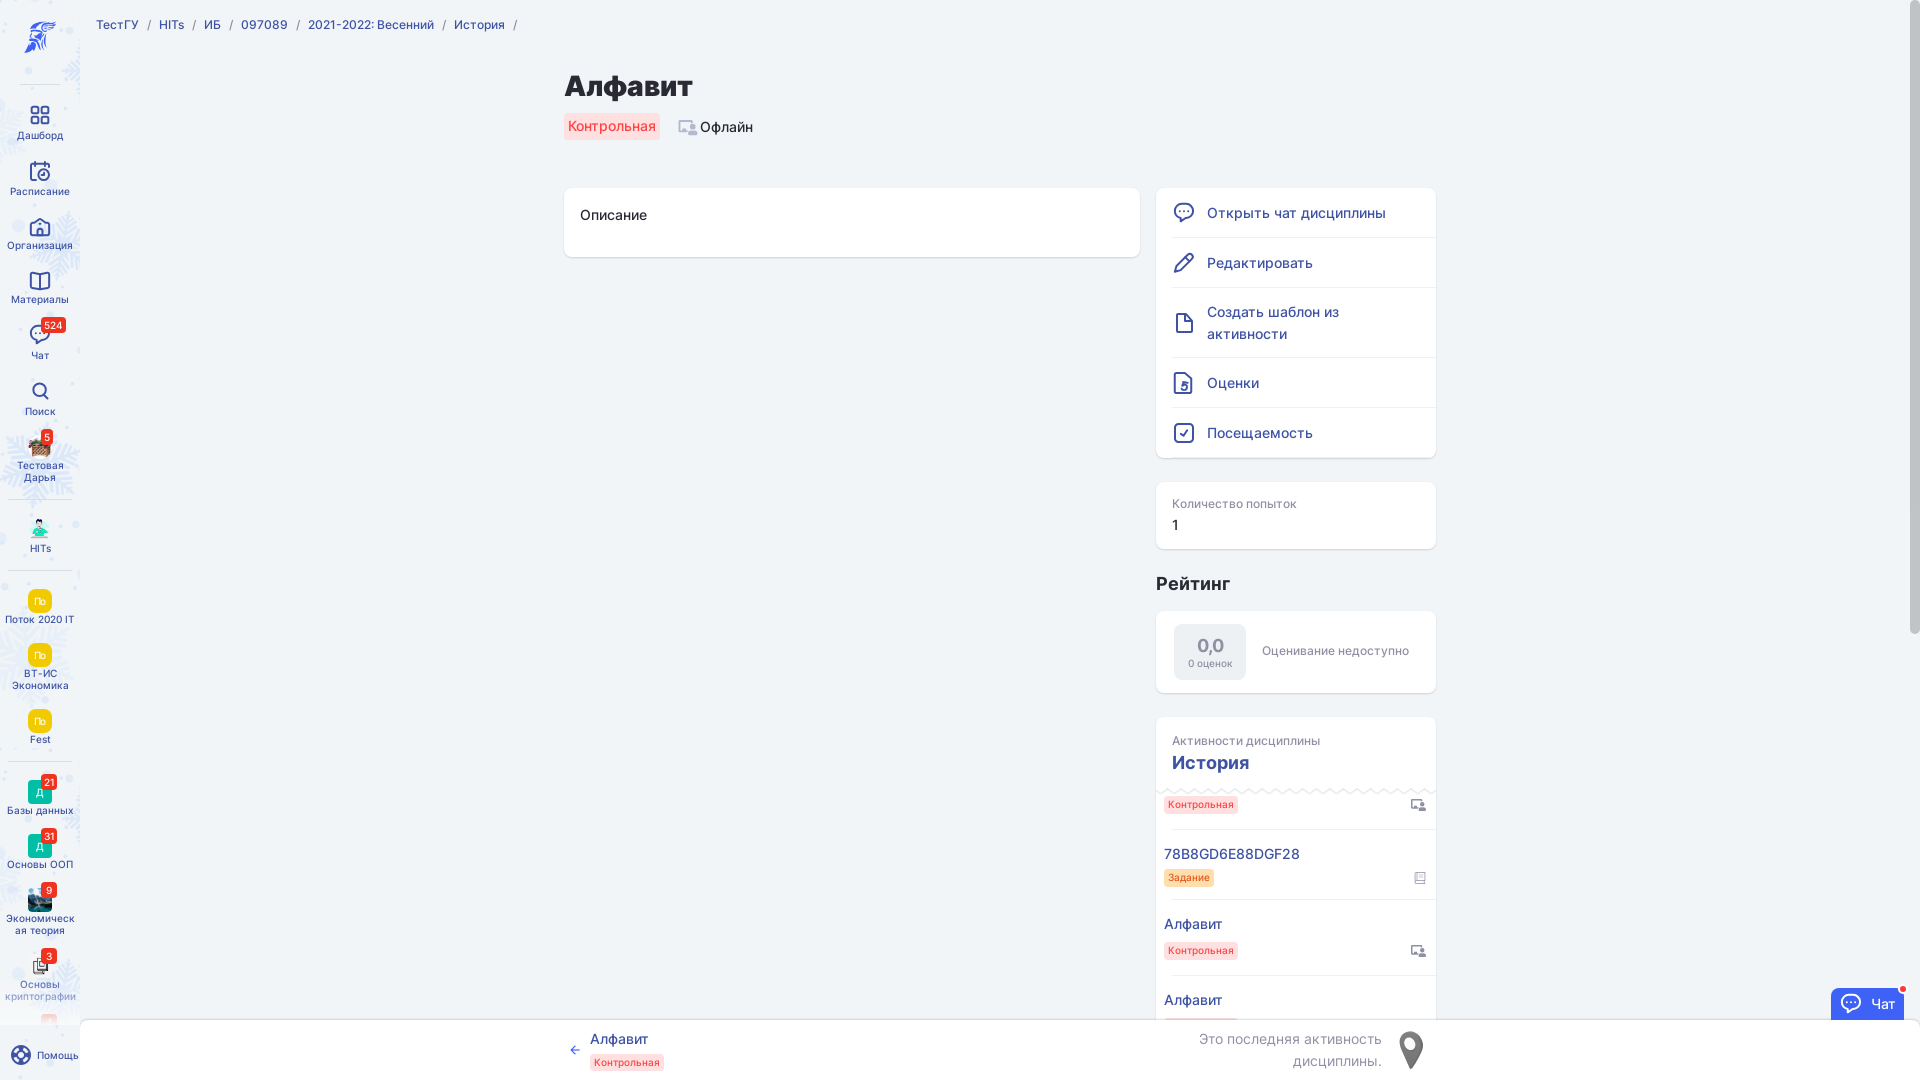 ТестГУ / HITs / ИБ / 097089 / 2021-2022: Весенний / История /
Дашборд
Расписание
Организация
Материалы
524
Чат
Поиск
5
Тестовая
Дарья
HITs
По
Поток 2020 IT
По
ВТ-ИС
Экономика
По
Fest
21
Д
Базы данных
31
Д
Основы ООП
9
Экономическ
ая теория
3
Основы
криптографии
Помощь
Алфавит
Контрольная
Офлайн
Описание
Открыть чат дисциплины
Редактировать
Создать шаблон из
активности
5
Оценки
Посещаемость
Количество попыток
1
Рейтинг
0,0
0 оценок
Оценивание недоступно
Активности дисциплины
История
Контрольная
78B8GD6E88DGF28
Задание
Алфавит
Контрольная
Алфавит
Чат
Алфавит
Контрольная
Это последняя активность
дисциплины.